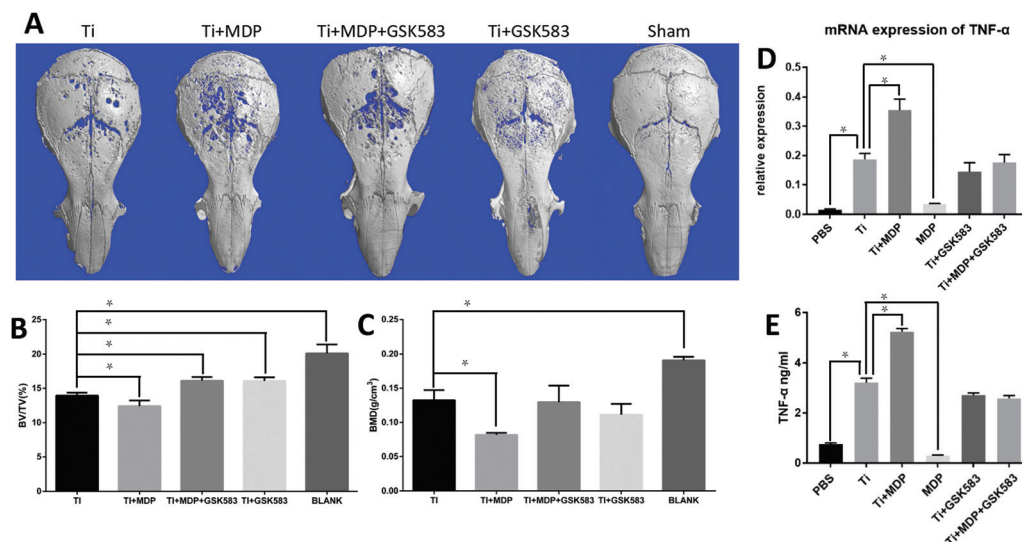 A
Ti
Ti+MDP
Ti+MDP+GSK583
Ti+GSK583
Sham
B
BV/TV(%)
25
20
15
10
5
0
*
*
*
*
TI
TI+MDP
TI+MDP+GSK583
TI+GSK583
BLANK
C
BMD(g/cm³)
0.25
0.20
0.15
0.10
0.05
0.00
*
*
TI
TI+MDP
TI+MDP+GSK583
TI+GSK583
BLANK
mRNA expression of TNF-α
D
relative expression
0.5
0.4
0.3
0.2
0.1
0.0
*
*
*
PBS
Ti
Ti+MDP
MDP
Ti+GSK583
Ti+MDP+GSK583
E
TNF-α ng/ml
6
4
2
0
*
*
*
PBS
Ti
Ti+MDP
MDP
Ti+GSK583
Ti+MDP+GSK583